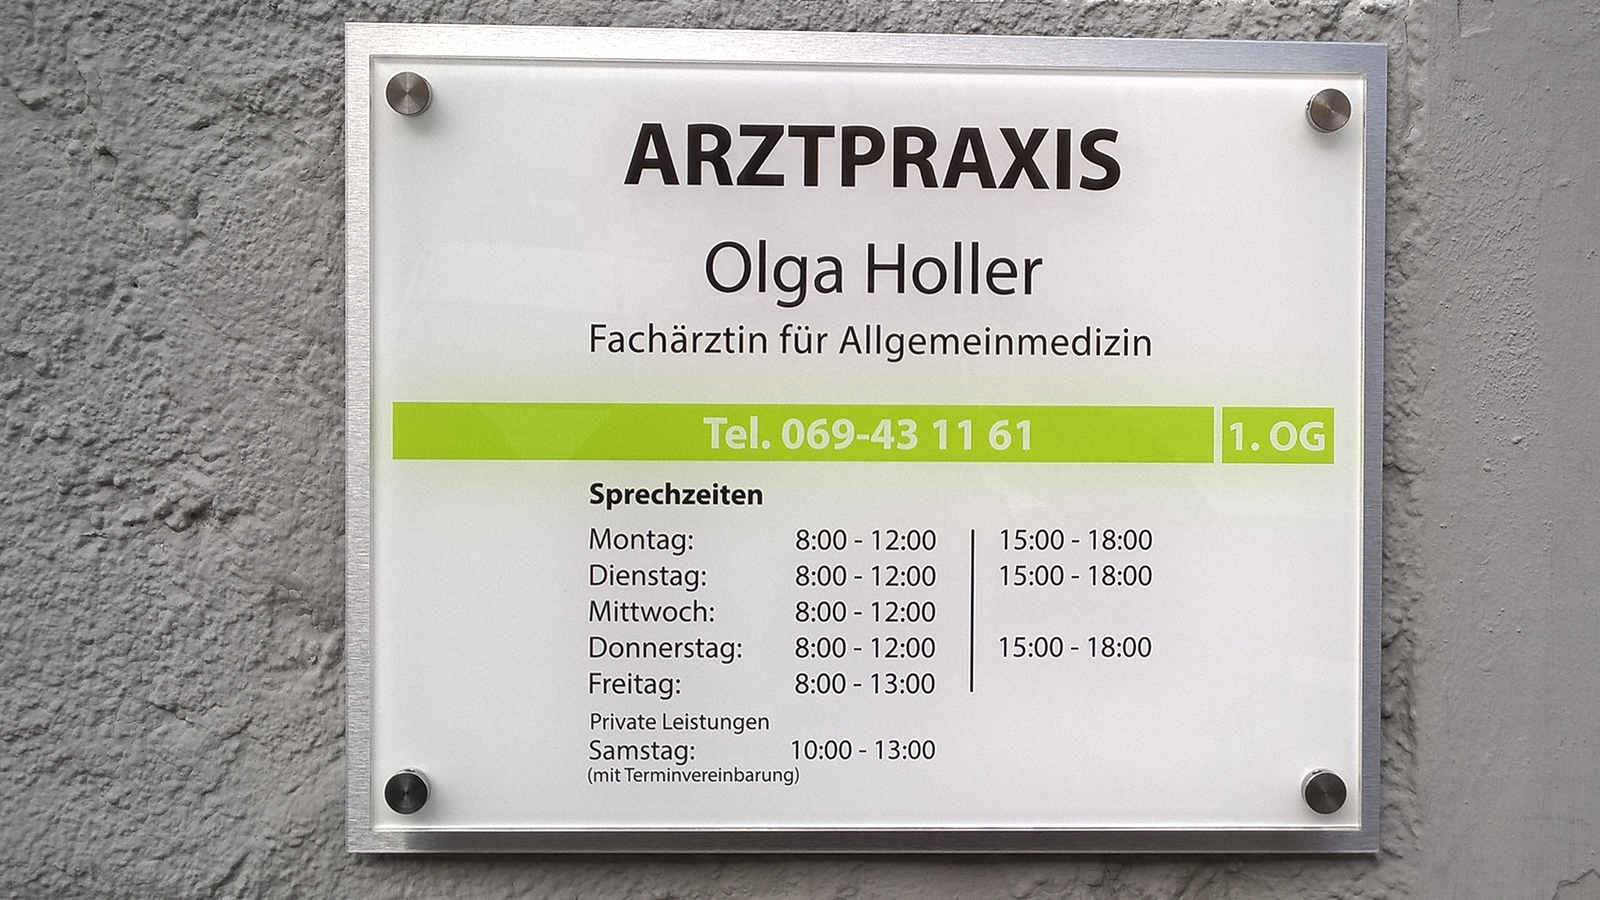 ARZTPRAXIS
Olga Holler
Fachärztin für Allgemeinmedizin
Tel. 069-43 11 61 1. OG
Sprechzeiten
Montag: 8:00 - 12:00 15:00 - 18:00
Dienstag: 8:00 - 12:00 15:00 - 18:00
Mittwoch: 8:00 - 12:00
Donnerstag: 8:00 - 12:00 15:00 - 18:00
Freitag: 8:00 - 13:00
Private Leistungen
Samstag: 10:00 - 13:00
(mit Terminvereinbarung)